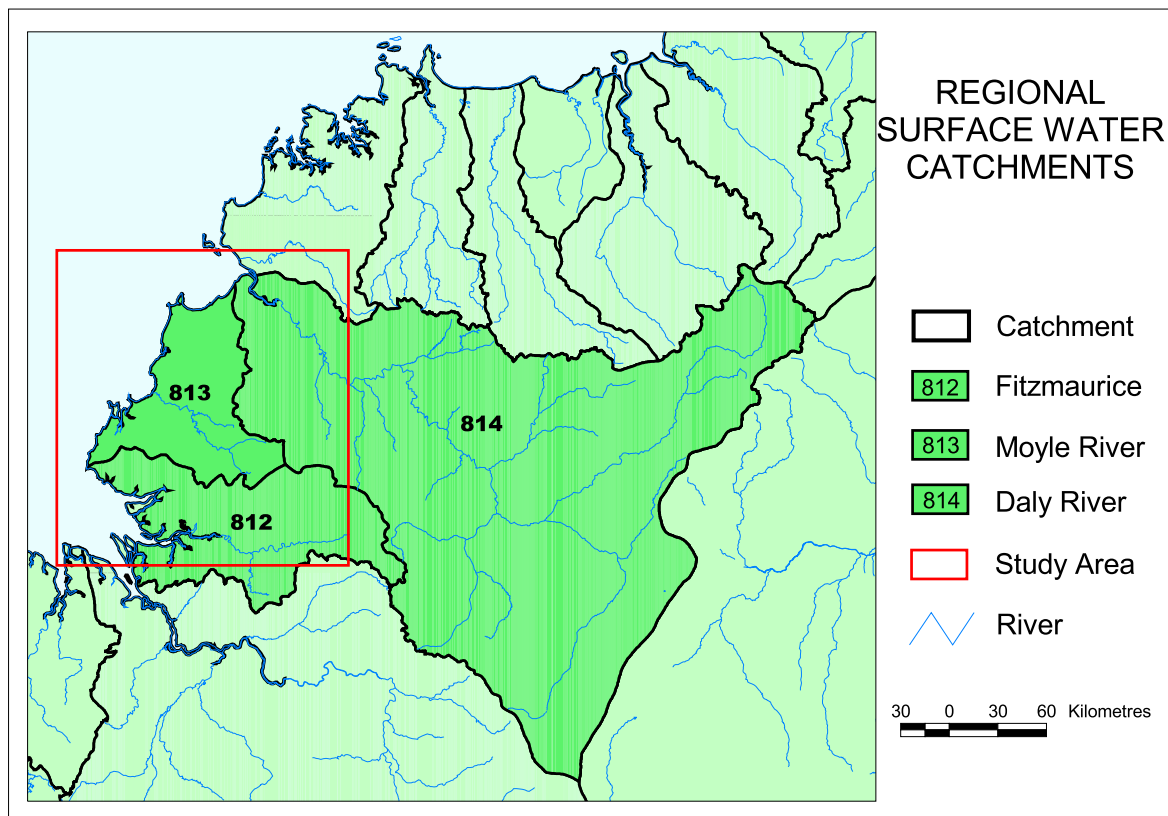 REGIONAL
SURFACE WATER
CATCHMENTS
813
814
812
Catchment
812 Fitzmaurice
813 Moyle River
814 Daly River
Study Area
River
30 0 30 60 Kilometres